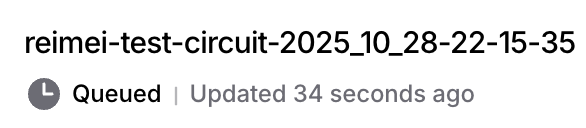 reimei-test-circuit-2025_10_28-22-15-35
Queued | Updated 34 seconds ago